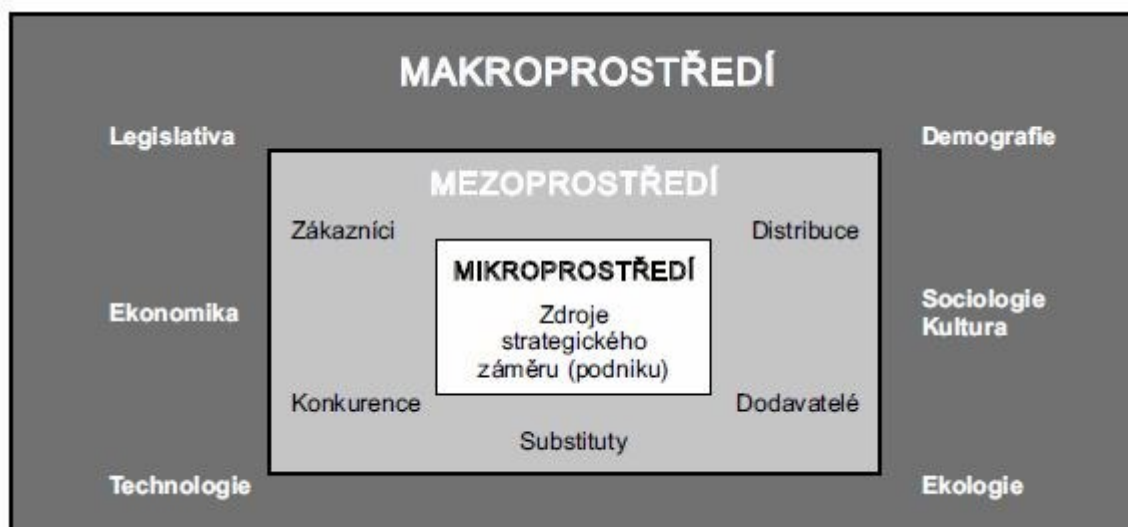 MAKROPROSTŘEDÍ
Legislativa
Demografie
MEZOPROSTŘEDÍ
Zákazníci
Distribuce
MIKROPROSTŘEDÍ
Zdroje
strategického
záměru (podniku)
Ekonomika
Sociologie
Kultura
Konkurence
Dodavatelé
Substituty
Technologie
Ekologie